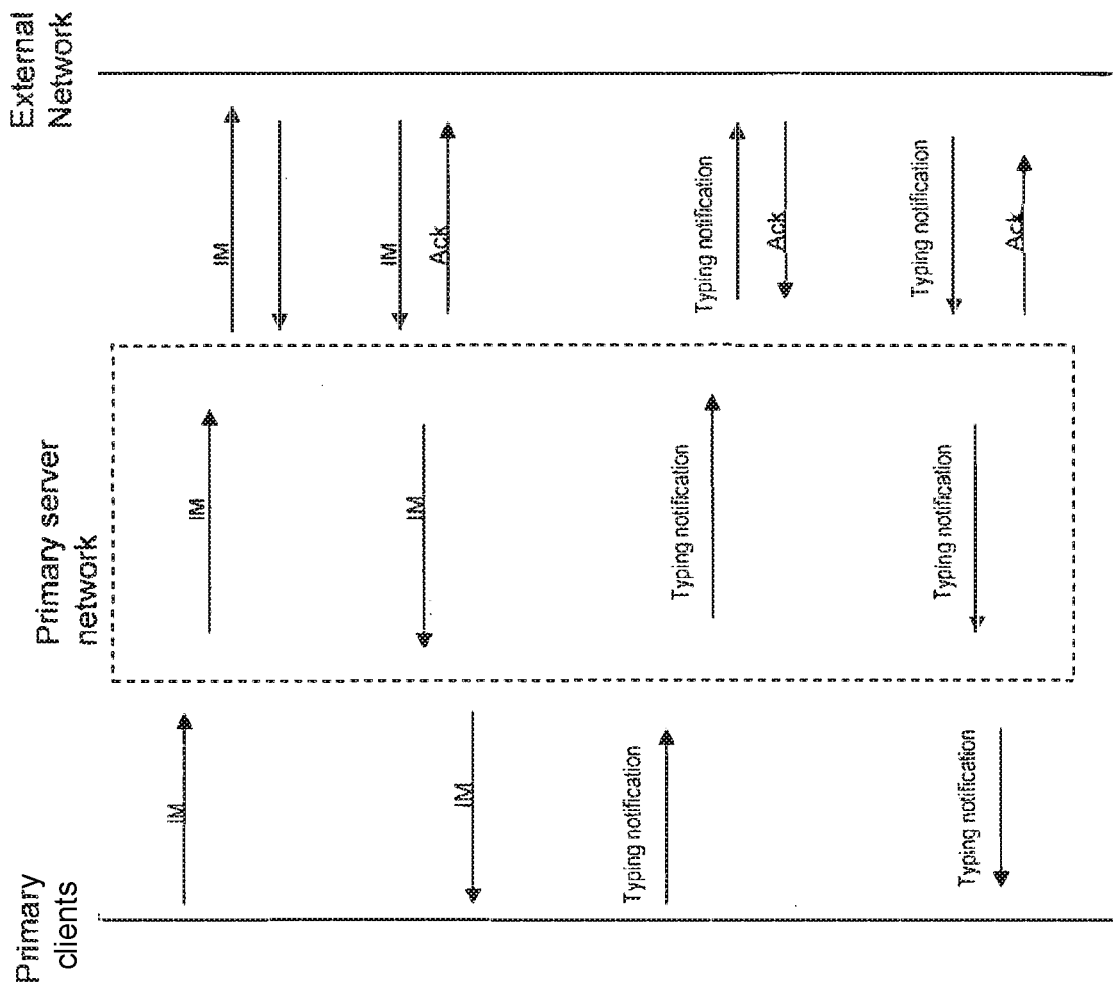 Primary
clients
Primary server
network
External
Network
IM
IM
IM
IM
IM
Ack
IM
Typing notification
Typing notification
Typing notification
Ack
Typing notification
Typing notification
Typing notification
Ack